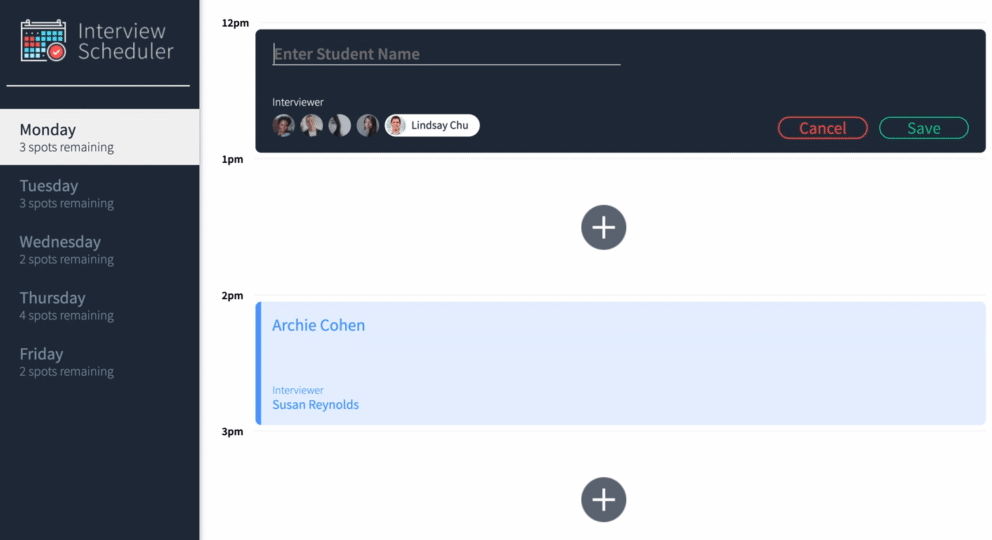 Interview
Scheduler
Monday
3 spots remaining
Tuesday
3 spots remaining
Wednesday
2 spots remaining
Thursday
4 spots remaining
Friday
2 spots remaining
12pm
Enter Student Name
Interviewer
Lindsay Chu
Cancel
Save
1pm
2pm
Archie Cohen
Interviewer
Susan Reynolds
3pm